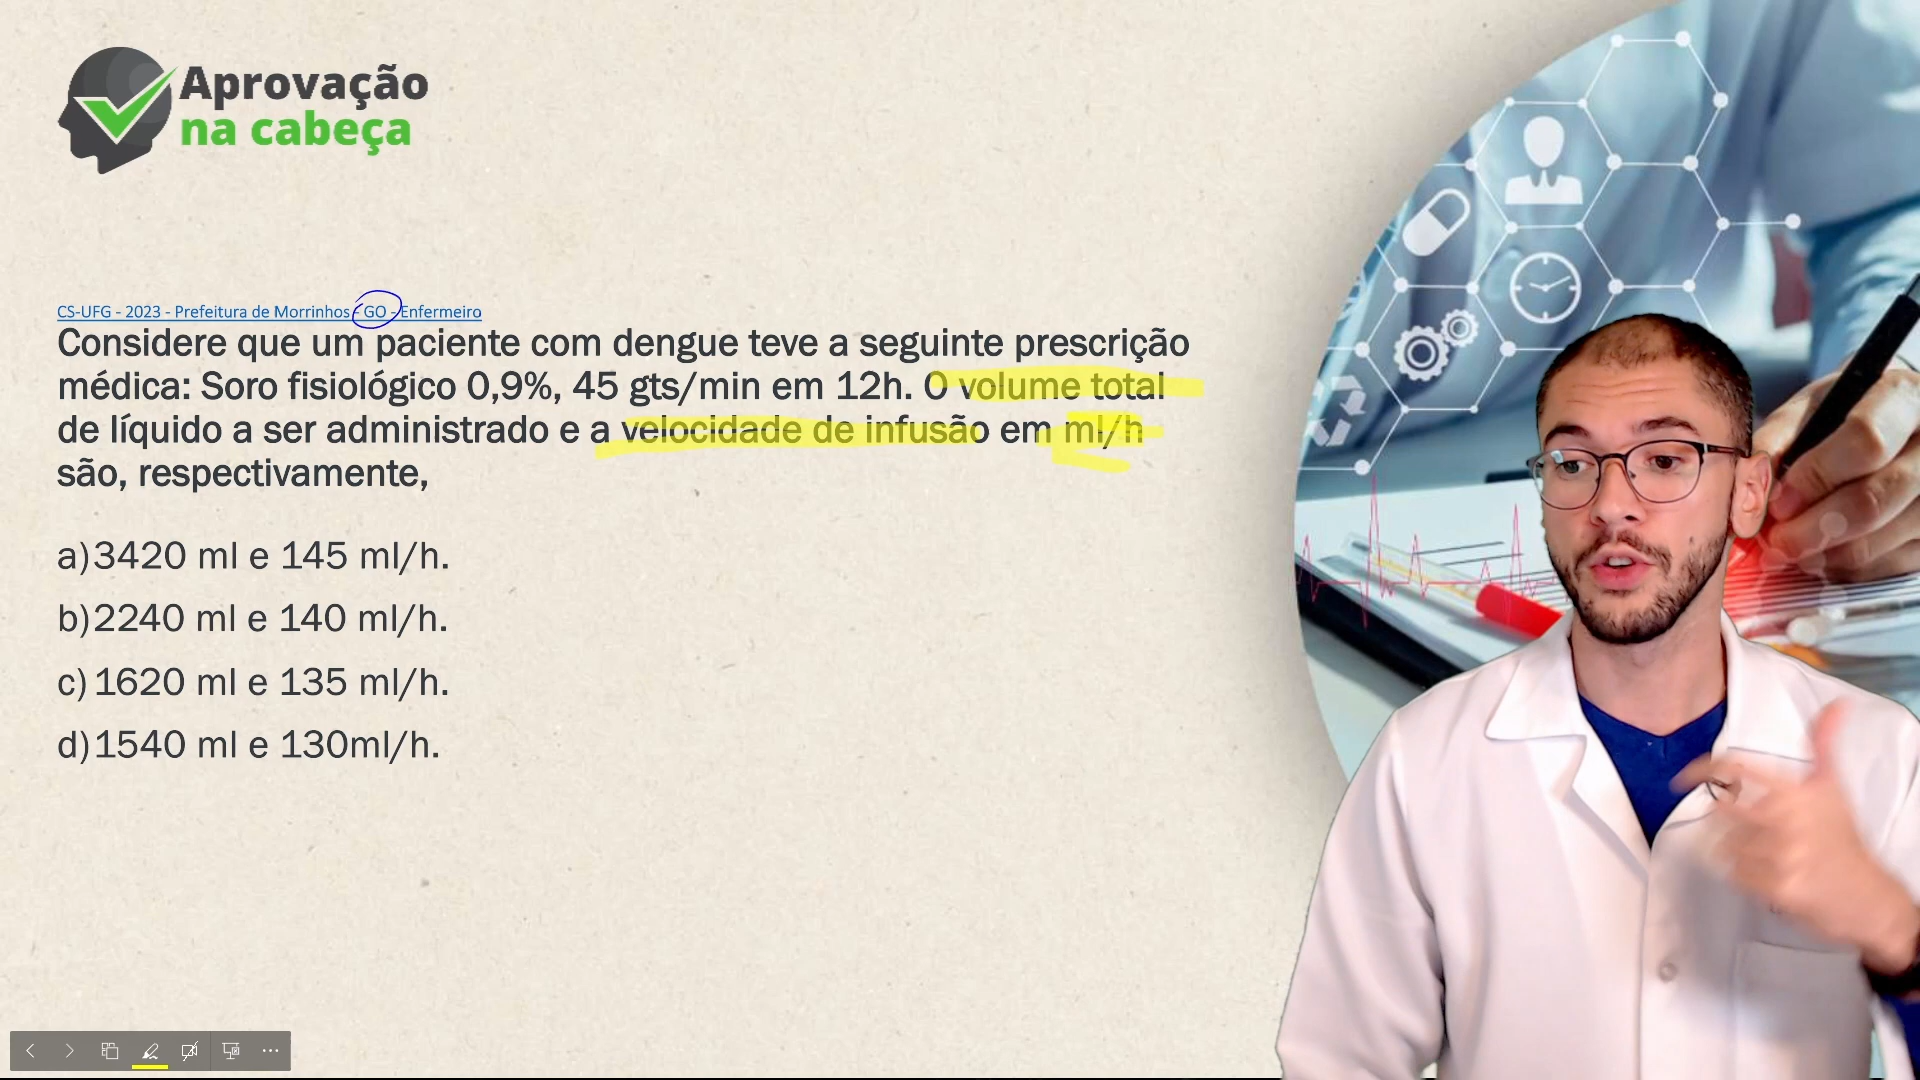 Aprovação
na cabeça
CS-UFG - 2023 - Prefeitura de Morrinhos - GO - Enfermeiro
Considere que um paciente com dengue teve a seguinte prescrição
médica: Soro fisiológico 0,9%, 45 gts/min em 12h. O volume total
de líquido a ser administrado e a velocidade de infusão em ml/h
são, respectivamente,
a) 3420 ml e 145 ml/h.
b) 2240 ml e 140 ml/h.
c) 1620 ml e 135 ml/h.
d) 1540 ml e 130ml/h.